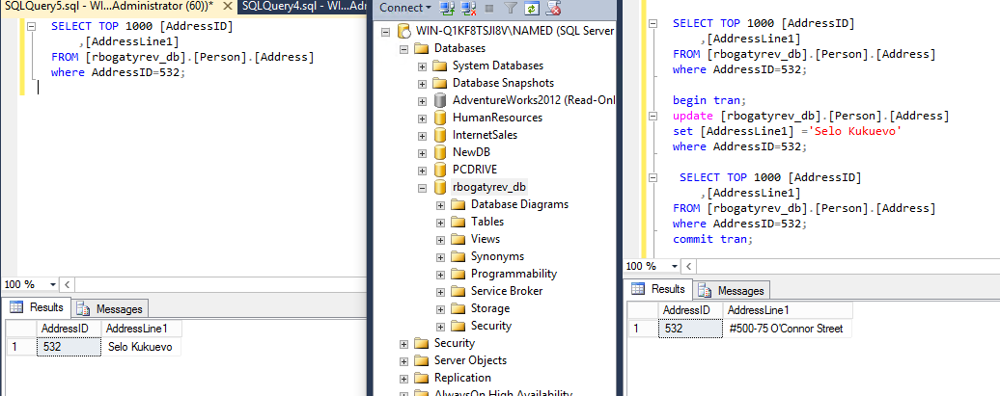 SQLQuery5.sql - WI...Administrator (60))* ×
SQLQuery4.sql - WI...Adm
SELECT TOP 1000 [AddressID]
,[AddressLine1]
FROM [rbogatyrev_db].[Person].[Address]
where AddressID=532;
100 %
Results
Messages
AddressID AddressLine1
1 532 Selo Kukuevo
Connect
WIN-Q1KF8TSJI8V\NAMED (SQL Server
Databases
System Databases
Database Snapshots
AdventureWorks2012 (Read-Onl
HumanResources
InternetSales
NewDB
PCDRIVE
rbogatyrev_db
Database Diagrams
Tables
Views
Synonyms
Programmability
Service Broker
Storage
Security
Security
Server Objects
Replication
AlwaysOn High Availability
SELECT TOP 1000 [AddressID]
,[AddressLine1]
FROM [rbogatyrev_db].[Person].[Address]
where AddressID=532;
begin tran;
update [rbogatyrev_db].[Person].[Address]
set [AddressLine1] ='Selo Kukuevo'
where AddressID=532;
SELECT TOP 1000 [AddressID]
,[AddressLine1]
FROM [rbogatyrev_db].[Person].[Address]
where AddressID=532;
commit tran;
100 %
Results
Messages
AddressID AddressLine1
1 532 #500-75 O'Connor Street